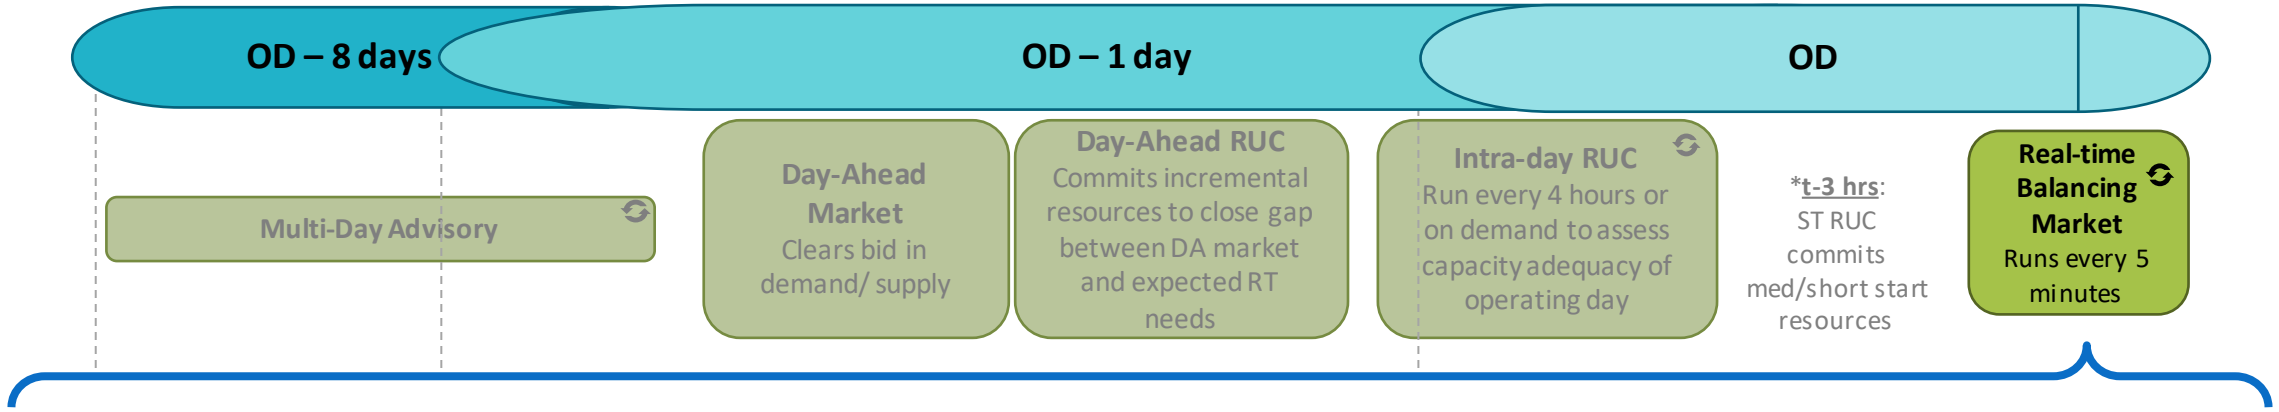 OD – 8 days
OD – 1 day
OD
Multi-Day Advisory
Day-Ahead
Market
Clears bid in
demand/ supply
Day-Ahead RUC
Commits incremental
resources to close gap
between DA market
and expected RT
needs
Intra-day RUC
Run every 4 hours or
on demand to assess
capacity adequacy of
operating day
*t-3 hrs:
ST RUC
commits
med/short start
resources
Real-time
Balancing
Market
Runs every 5
minutes